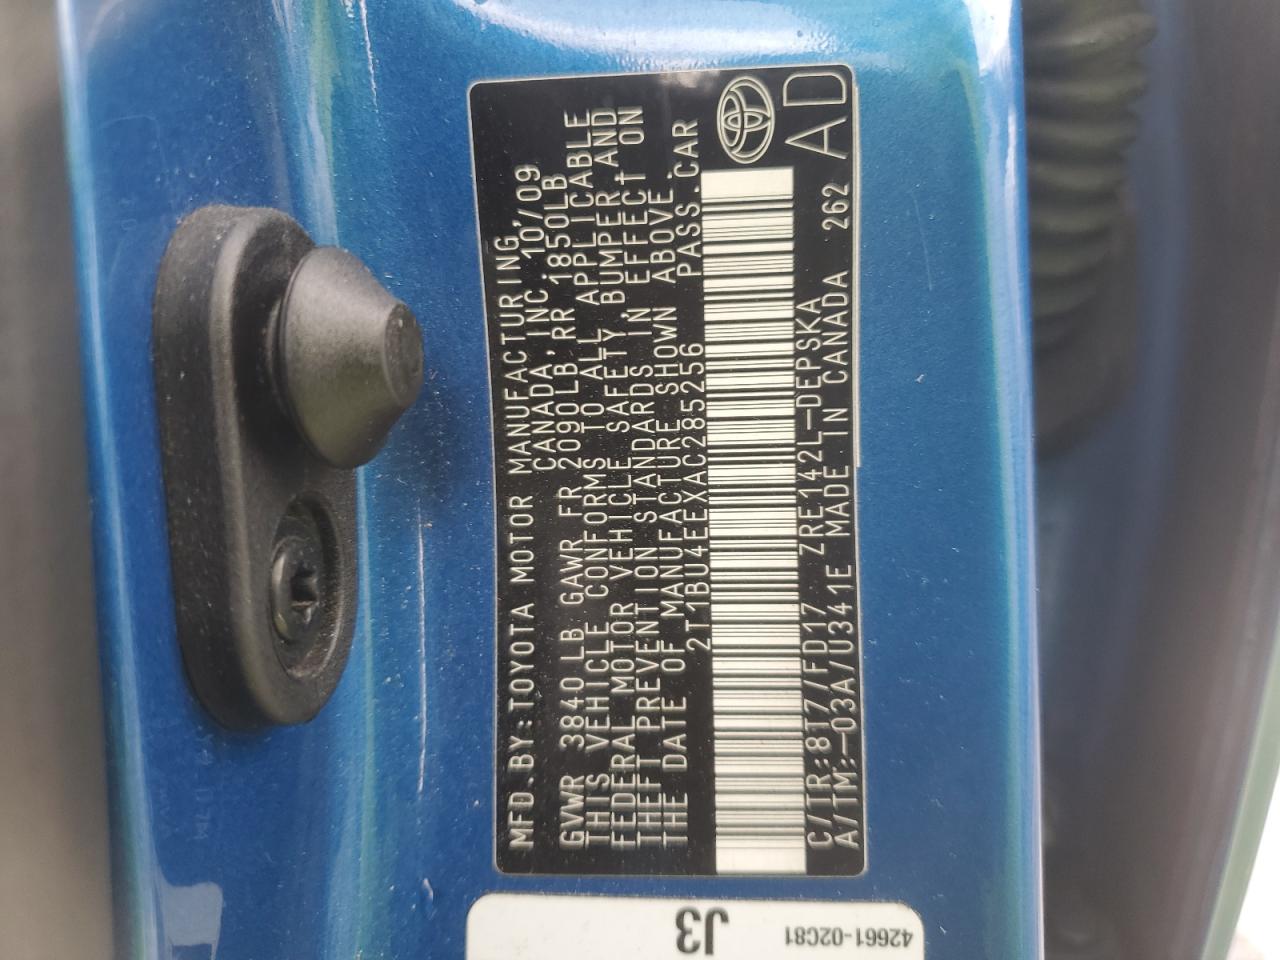 MFD.BY:TOYOTA MOTOR MANUFACTURING
CANADA, INC. 10/09
GVWR 3840LB GAWR FR 2090LB,RR 1850LB
THIS VEHICLE CONFORMS TO ALL APPLICABLE
FEDERAL MOTOR VEHICLE SAFETY, BUMPER, AND
THEFT PREVENTION STANDARDS IN EFFECT ON
THE DATE OF MANUFACTURE SHOWN ABOVE.
2T1BU4EEXAC285256 PASS.CAR
C/TR:8T7/FD17 ZRE142L-DEPSKA
A/TM:-03A/U341E MADE IN CANADA 262
AD
J3
42661-02C81